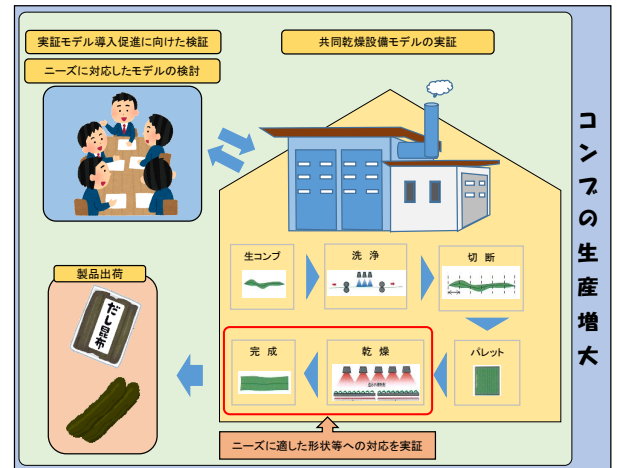 実証モデル導入促進に向けた検証
ニーズに対応したモデルの検討
共同乾燥設備モデルの実証
コンブの生産増大
生コンブ
洗浄
切断
パレット
乾燥
完成
製品出荷
だし昆布
ニーズに適した形状等への対応を実証